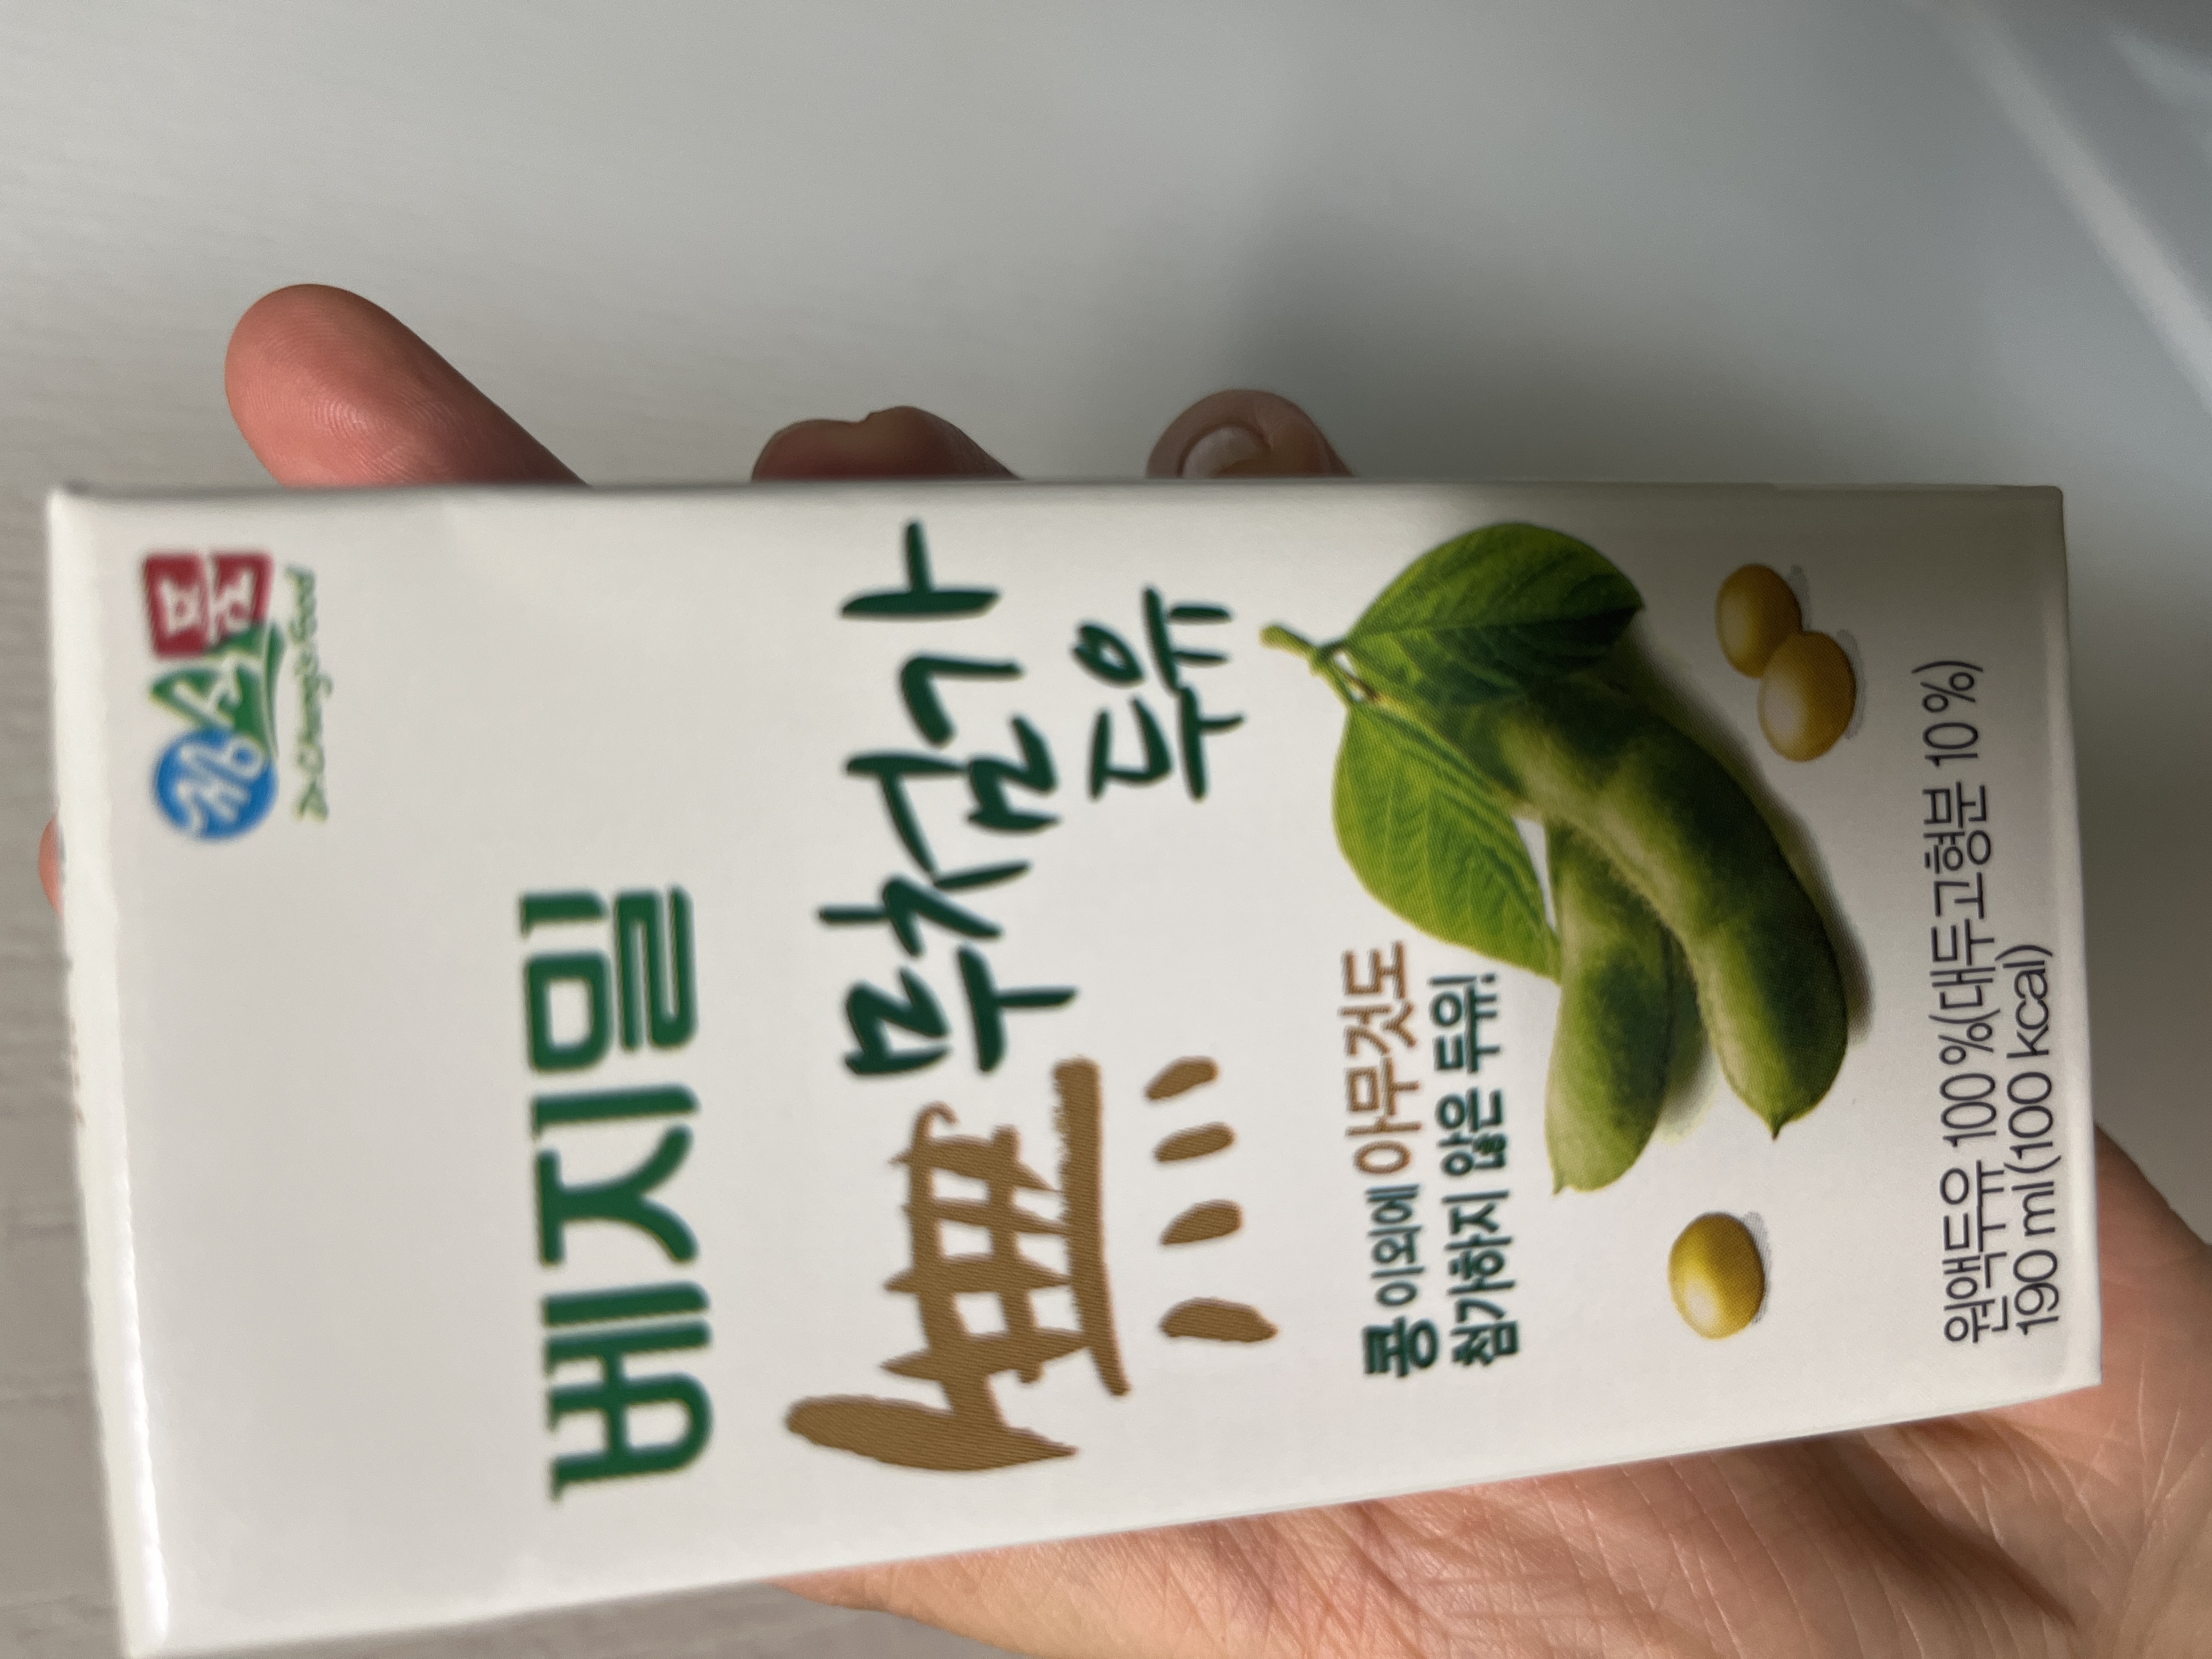 정식품
Dr.Chung's Food
베지밀
無첨가
두유
콩 이외에 아무것도
첨가하지 않은 두유!
원액두유 100%(대두고형분 10%)
190 ml(100 kcal)